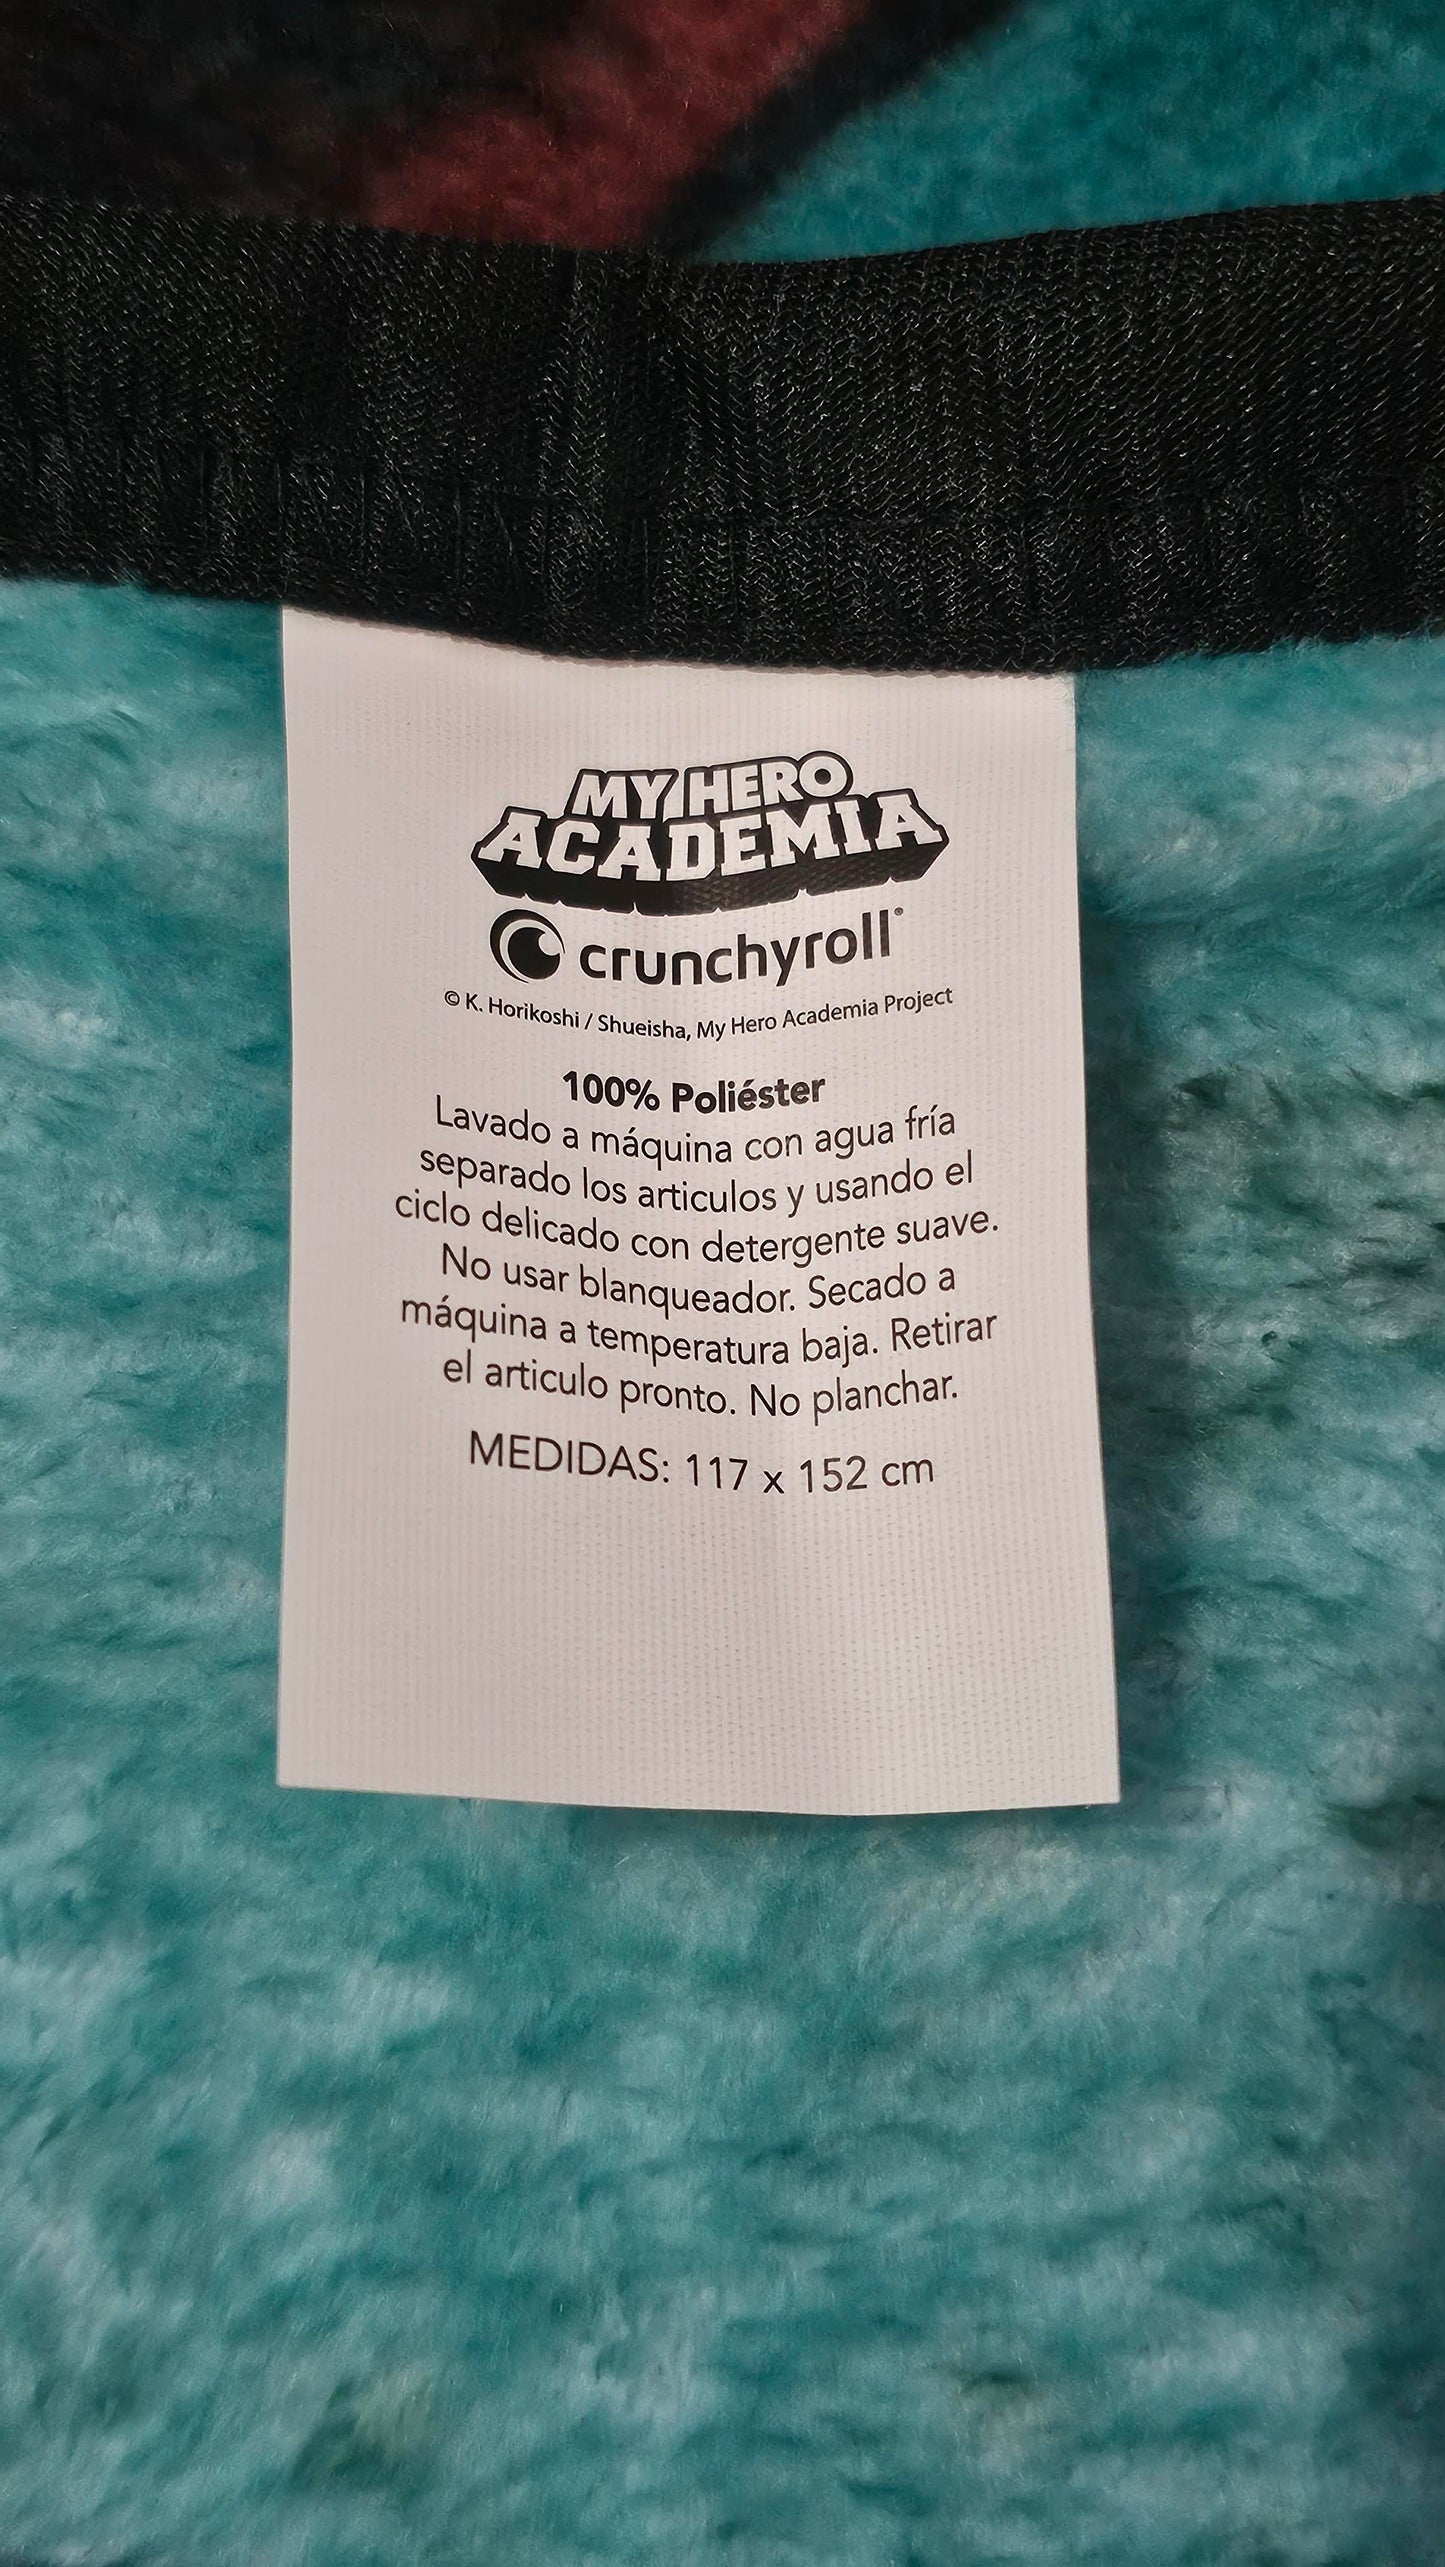 MY HERO
ACADEMIA
crunchyroll®
© K. Horikoshi / Shueisha, My Hero Academia Project
100% Poliéster
Lavado a máquina con agua fría
separado los articulos y usando el
ciclo delicado con detergente suave.
No usar blanqueador. Secado a
máquina a temperatura baja. Retirar
el articulo pronto. No planchar.
MEDIDAS: 117 x 152 cm